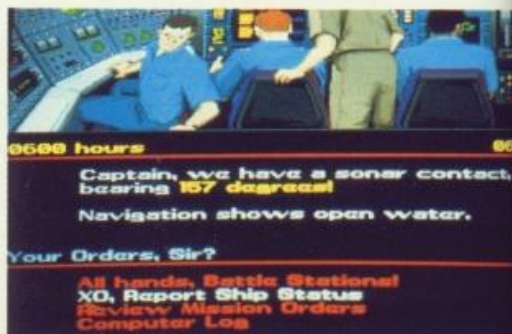 0600 hours 06
Captain, we have a sonar contact,
bearing 157 degrees!
Navigation shows open water.
Your Orders, Sir?
All hands, Battle Stations!
XO, Report Ship Status
Review Mission Orders
Computer Log